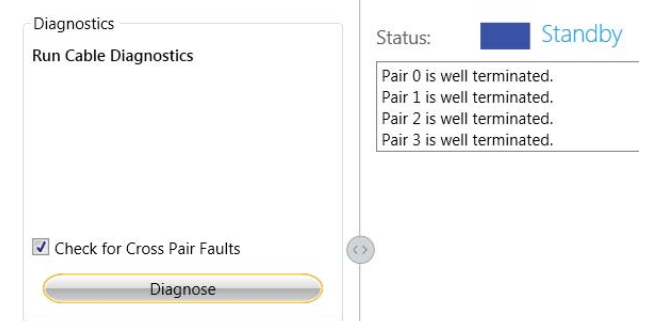 Diagnostics
Run Cable Diagnostics
Check for Cross Pair Faults
Diagnose
Status:
Standby
Pair 0 is well terminated.
Pair 1 is well terminated.
Pair 2 is well terminated.
Pair 3 is well terminated.